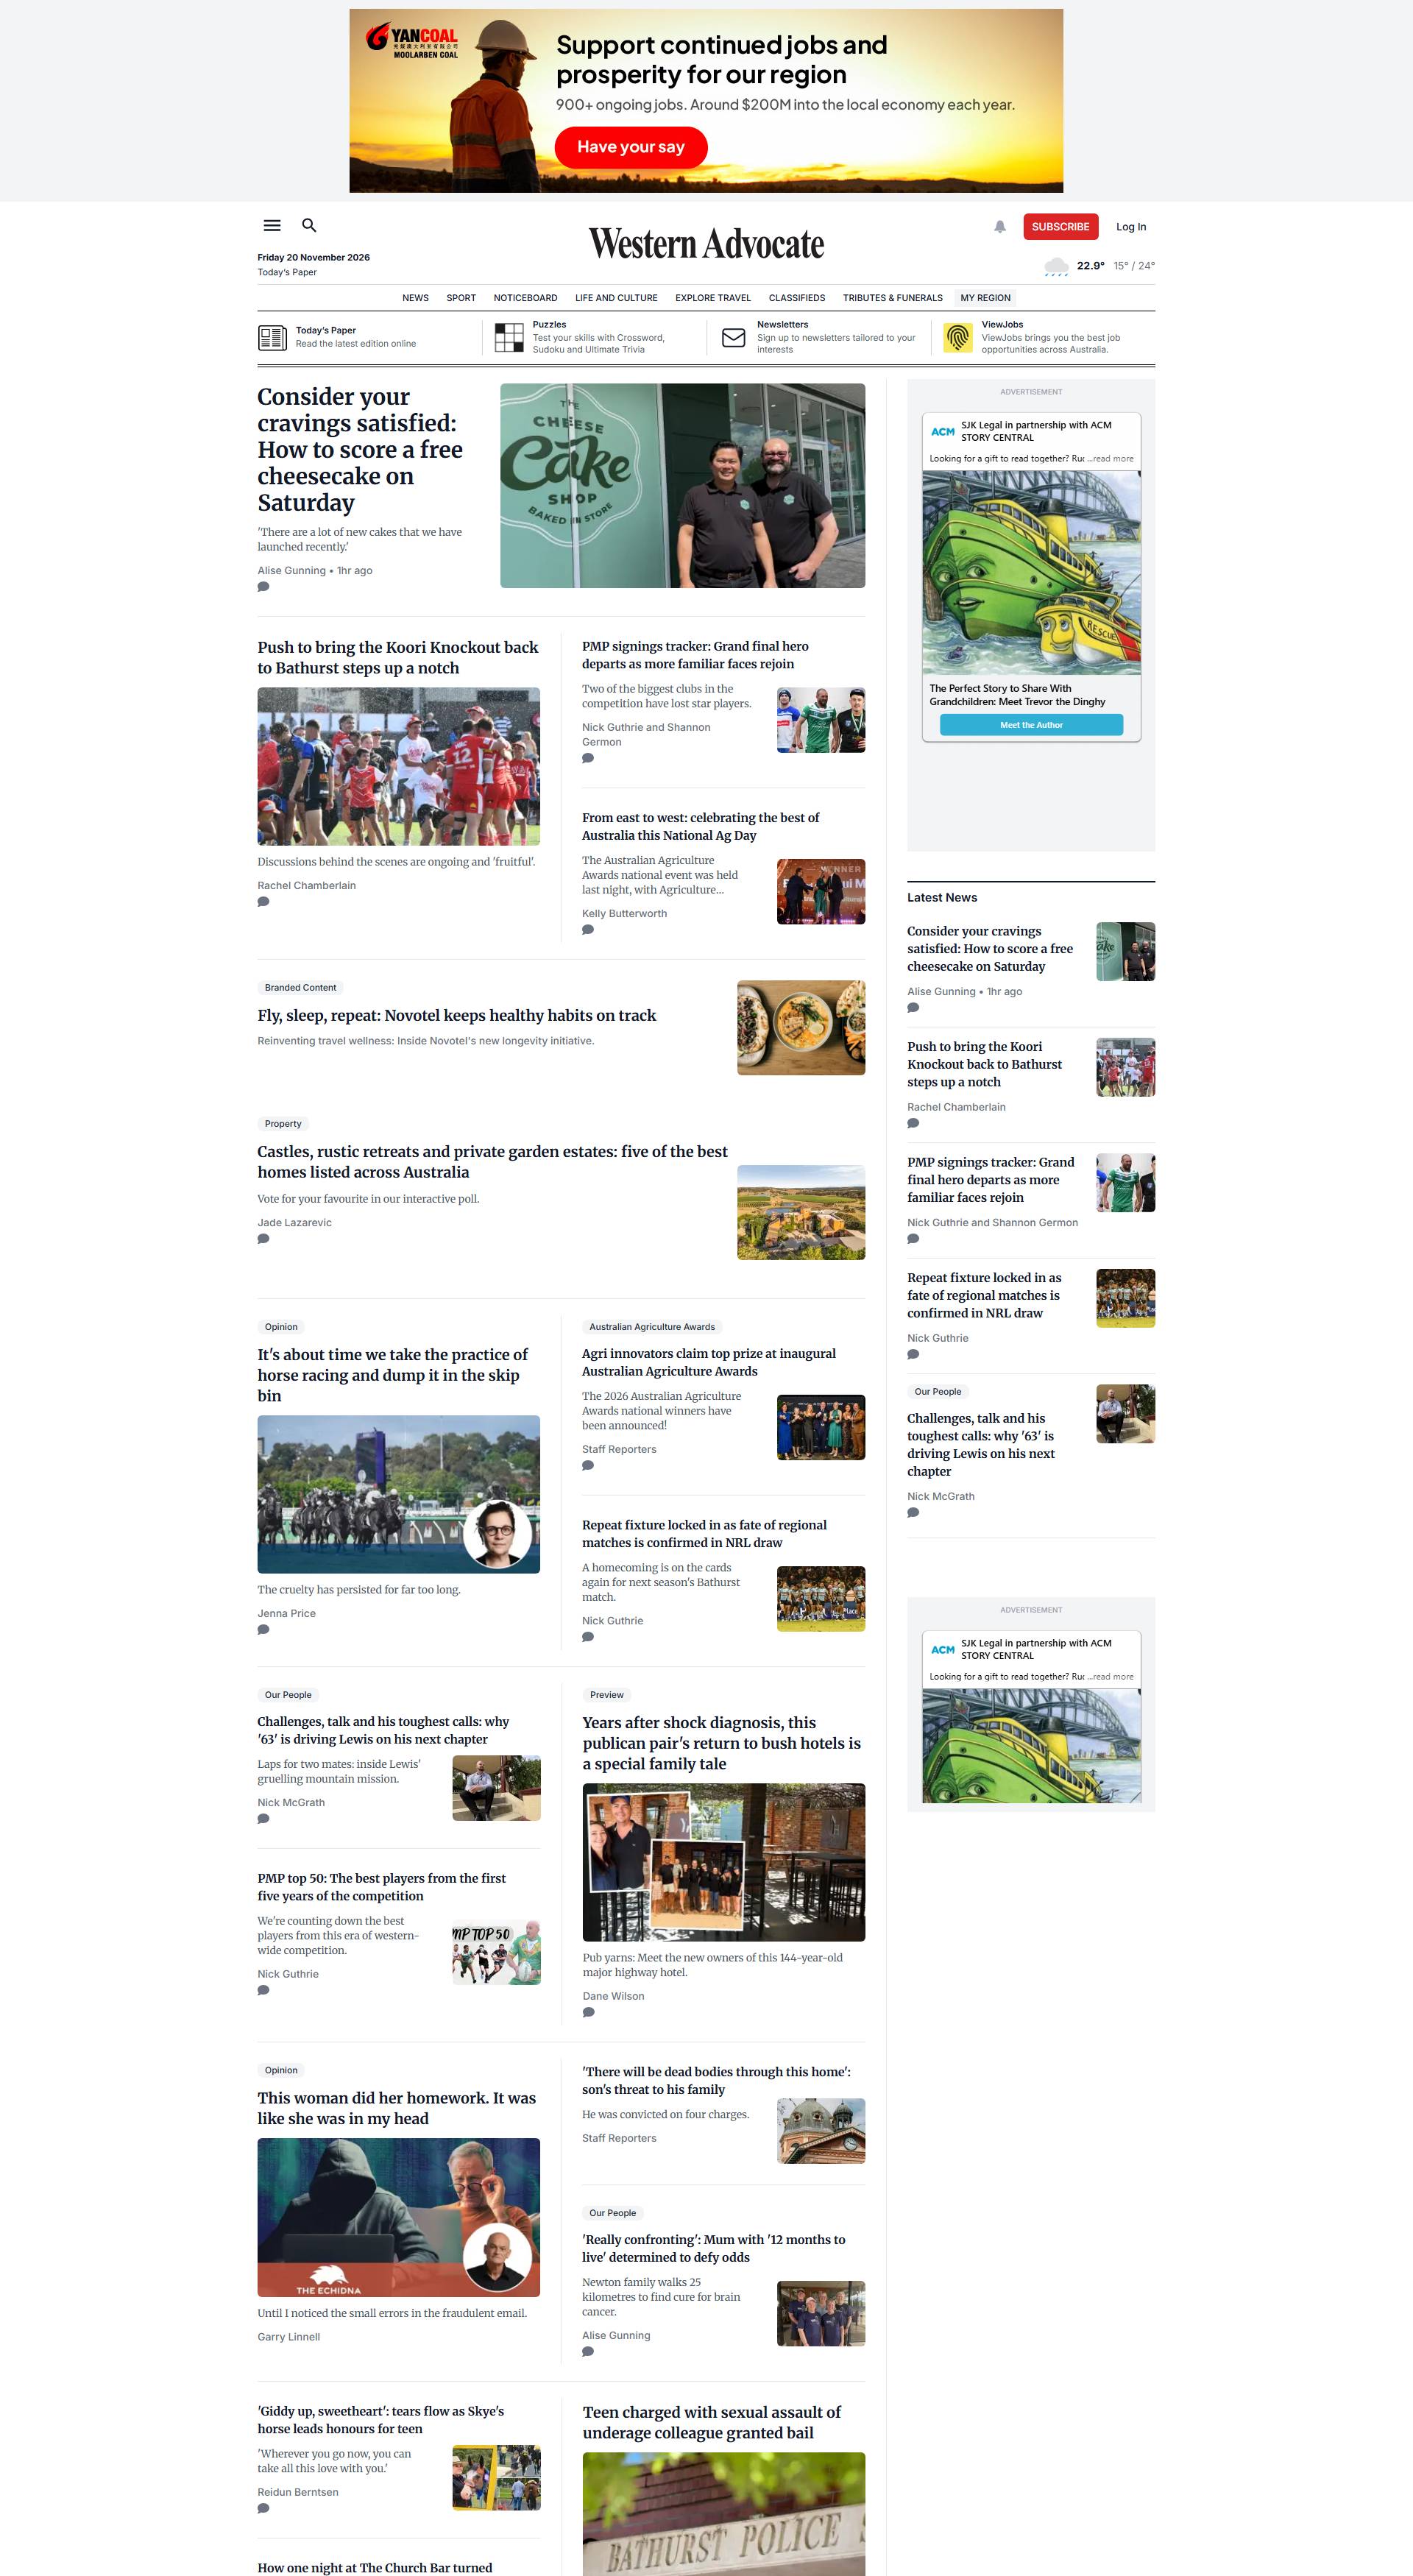 YANCOAL
MOOLARBEN COAL
Support continued jobs and
prosperity for our region
900+ ongoing jobs. Around $200M into the local economy each year.
Have your say
Western Advocate
SUBSCRIBE
Log In
Friday 20 November 2026
Today's Paper
22.9° 15° / 24°
NEWS SPORT NOTICEBOARD LIFE AND CULTURE EXPLORE TRAVEL CLASSIFIEDS TRIBUTES & FUNERALS MY REGION
Today's Paper
Read the latest edition online
Puzzles
Test your skills with Crossword,
Sudoku and Ultimate Trivia
Newsletters
Sign up to newsletters tailored to your
interests
ViewJobs
ViewJobs brings you the best job
opportunities across Australia.
Consider your
cravings satisfied:
How to score a free
cheesecake on
Saturday
'There are a lot of new cakes that we have
launched recently.'
Alise Gunning • 1hr ago
THE
CHEESE
Cake
SHOP
BAKED IN STORE
Push to bring the Koori Knockout back
to Bathurst steps up a notch
12
Discussions behind the scenes are ongoing and 'fruitful'.
Rachel Chamberlain
PMP signings tracker: Grand final hero
departs as more familiar faces rejoin
Two of the biggest clubs in the
competition have lost star players.
Nick Guthrie and Shannon
Germon
From east to west: celebrating the best of
Australia this National Ag Day
The Australian Agriculture
Awards national event was held
last night, with Agriculture...
Kelly Butterworth
Branded Content
Fly, sleep, repeat: Novotel keeps healthy habits on track
Reinventing travel wellness: Inside Novotel's new longevity initiative.
Property
Castles, rustic retreats and private garden estates: five of the best
homes listed across Australia
Vote for your favourite in our interactive poll.
Jade Lazarevic
Opinion
It's about time we take the practice of
horse racing and dump it in the skip
bin
The cruelty has persisted for far too long.
Jenna Price
Australian Agriculture Awards
Agri innovators claim top prize at inaugural
Australian Agriculture Awards
The 2026 Australian Agriculture
Awards national winners have
been announced!
Staff Reporters
Repeat fixture locked in as fate of regional
matches is confirmed in NRL draw
A homecoming is on the cards
again for next season's Bathurst
match.
Nick Guthrie
Our People
Challenges, talk and his toughest calls: why
'63' is driving Lewis on his next chapter
Laps for two mates: inside Lewis'
gruelling mountain mission.
Nick McGrath
PMP top 50: The best players from the first
five years of the competition
We're counting down the best
players from this era of western-
wide competition.
Nick Guthrie
MP TOP 50
Preview
Years after shock diagnosis, this
publican pair's return to bush hotels is
a special family tale
Pub yarns: Meet the new owners of this 144-year-old
major highway hotel.
Dane Wilson
Opinion
This woman did her homework. It was
like she was in my head
THE ECHIDNA
Until I noticed the small errors in the fraudulent email.
Garry Linnell
'There will be dead bodies through this home':
son's threat to his family
He was convicted on four charges.
Staff Reporters
Our People
'Really confronting': Mum with '12 months to
live' determined to defy odds
Newton family walks 25
kilometres to find cure for brain
cancer.
Alise Gunning
'Giddy up, sweetheart': tears flow as Skye's
horse leads honours for teen
'Wherever you go now, you can
take all this love with you.'
Reidun Berntsen
How one night at The Church Bar turned
Teen charged with sexual assault of
underage colleague granted bail
BATHURST POLICE S
ADVERTISEMENT
ACM
SJK Legal in partnership with ACM
STORY CENTRAL
Looking for a gift to read together? Ruc ...read more
RESCUE
The Perfect Story to Share With
Grandchildren: Meet Trevor the Dinghy
Meet the Author
Latest News
Consider your cravings
satisfied: How to score a free
cheesecake on Saturday
Alise Gunning • 1hr ago
Push to bring the Koori
Knockout back to Bathurst
steps up a notch
Rachel Chamberlain
PMP signings tracker: Grand
final hero departs as more
familiar faces rejoin
Nick Guthrie and Shannon Germon
Repeat fixture locked in as
fate of regional matches is
confirmed in NRL draw
Nick Guthrie
Our People
Challenges, talk and his
toughest calls: why '63' is
driving Lewis on his next
chapter
Nick McGrath
ADVERTISEMENT
ACM
SJK Legal in partnership with ACM
STORY CENTRAL
Looking for a gift to read together? Ruc ...read more